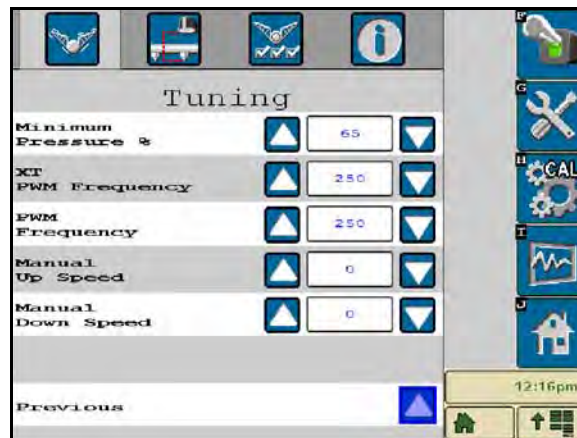 F
Tuning
G
Minimum
Pressure %
65
XT
PWM Frequency
250
H
CAL
PWM
Frequency
250
I
Manual
Up Speed
0
Manual
Down Speed
0
J
12:16pm
Previous